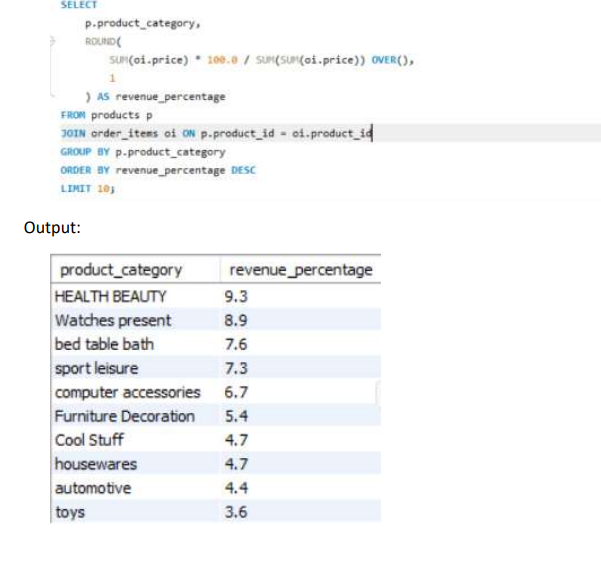 SELECT
p.product_category,
ROUND(
SUM(oi.price) * 100.0 / SUM(SUM(oi.price)) OVER(),
1
) AS revenue_percentage
FROM products p
JOIN order_items oi ON p.product_id = oi.product_id
GROUP BY p.product_category
ORDER BY revenue_percentage DESC
LIMIT 10;
Output:
product_category revenue_percentage
HEALTH BEAUTY 9.3
Watches present 8.9
bed table bath 7.6
sport leisure 7.3
computer accessories 6.7
Furniture Decoration 5.4
Cool Stuff 4.7
housewares 4.7
automotive 4.4
toys 3.6